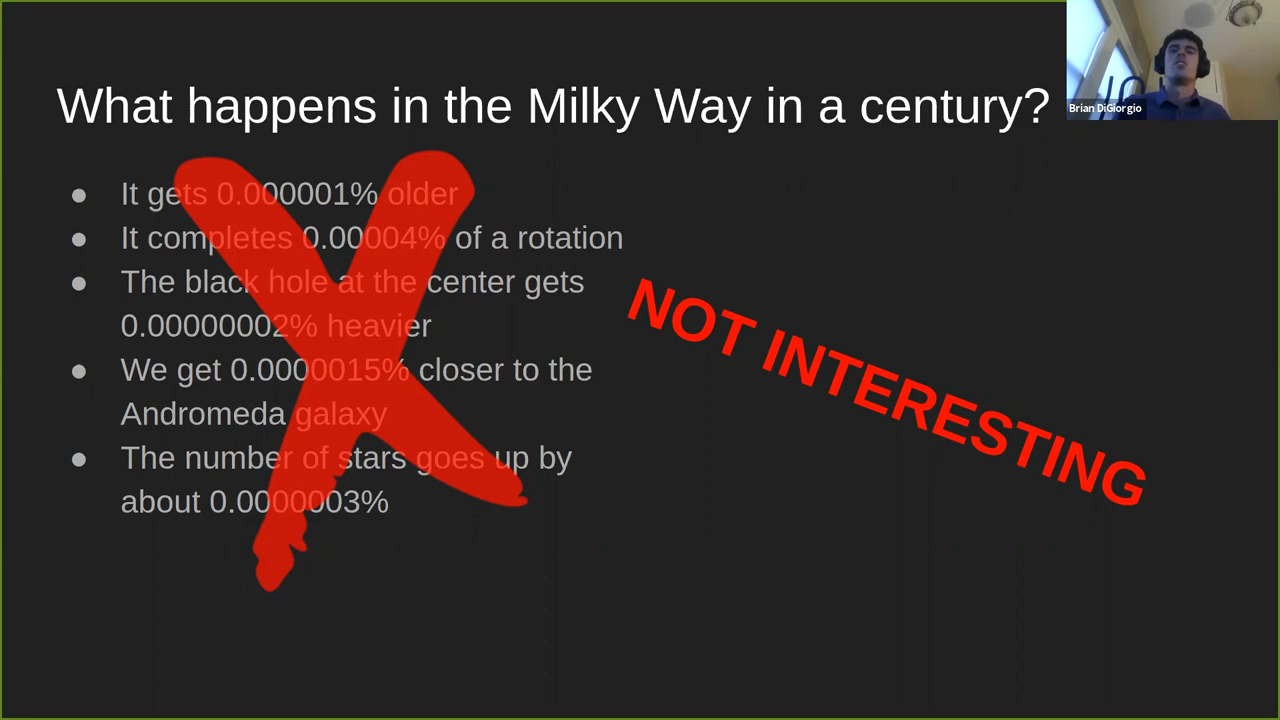 What happens in the Milky Way in a century?
Brian DiGiorgio
● It gets 0.000001% older
● It completes 0.00004% of a rotation
● The black hole at the center gets
0.00000002% heavier
● We get 0.0000015% closer to the
Andromeda galaxy
● The number of stars goes up by
about 0.0000003%
NOT INTERESTING